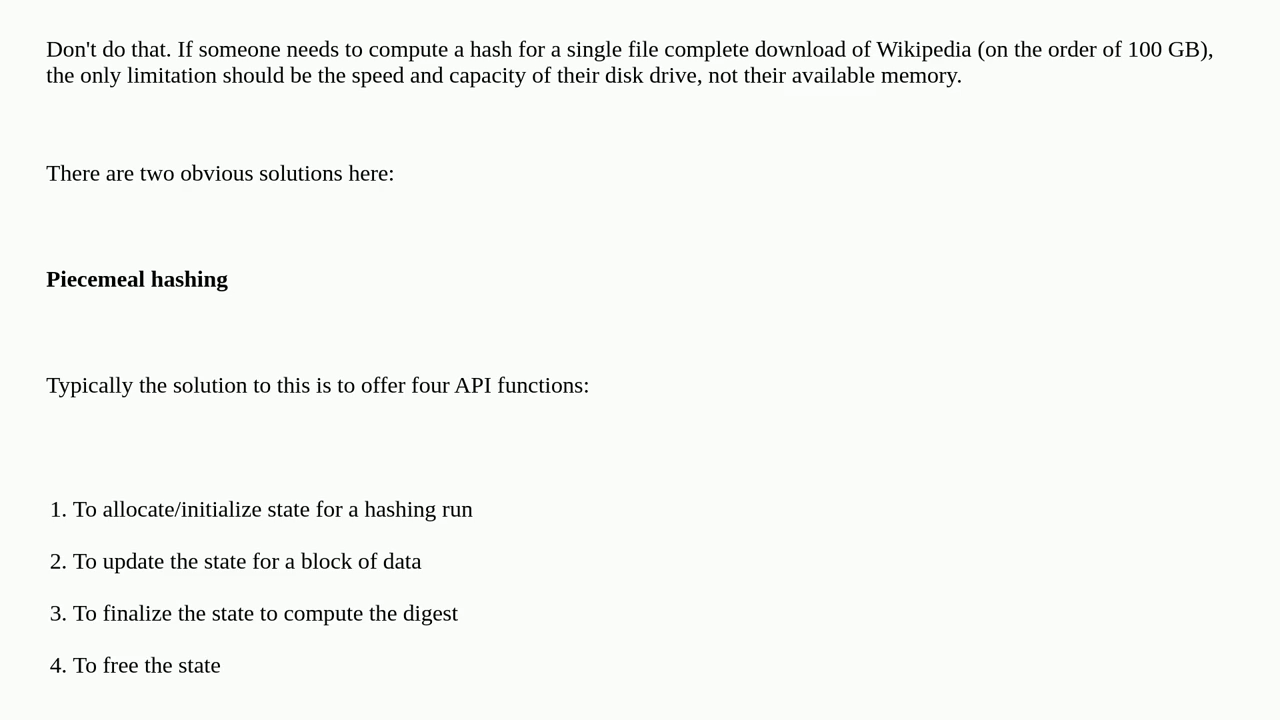 Don't do that. If someone needs to compute a hash for a single file complete download of Wikipedia (on the order of 100 GB),
the only limitation should be the speed and capacity of their disk drive, not their available memory.
There are two obvious solutions here:
Piecemeal hashing
Typically the solution to this is to offer four API functions:
1. To allocate/initialize state for a hashing run
2. To update the state for a block of data
3. To finalize the state to compute the digest
4. To free the state